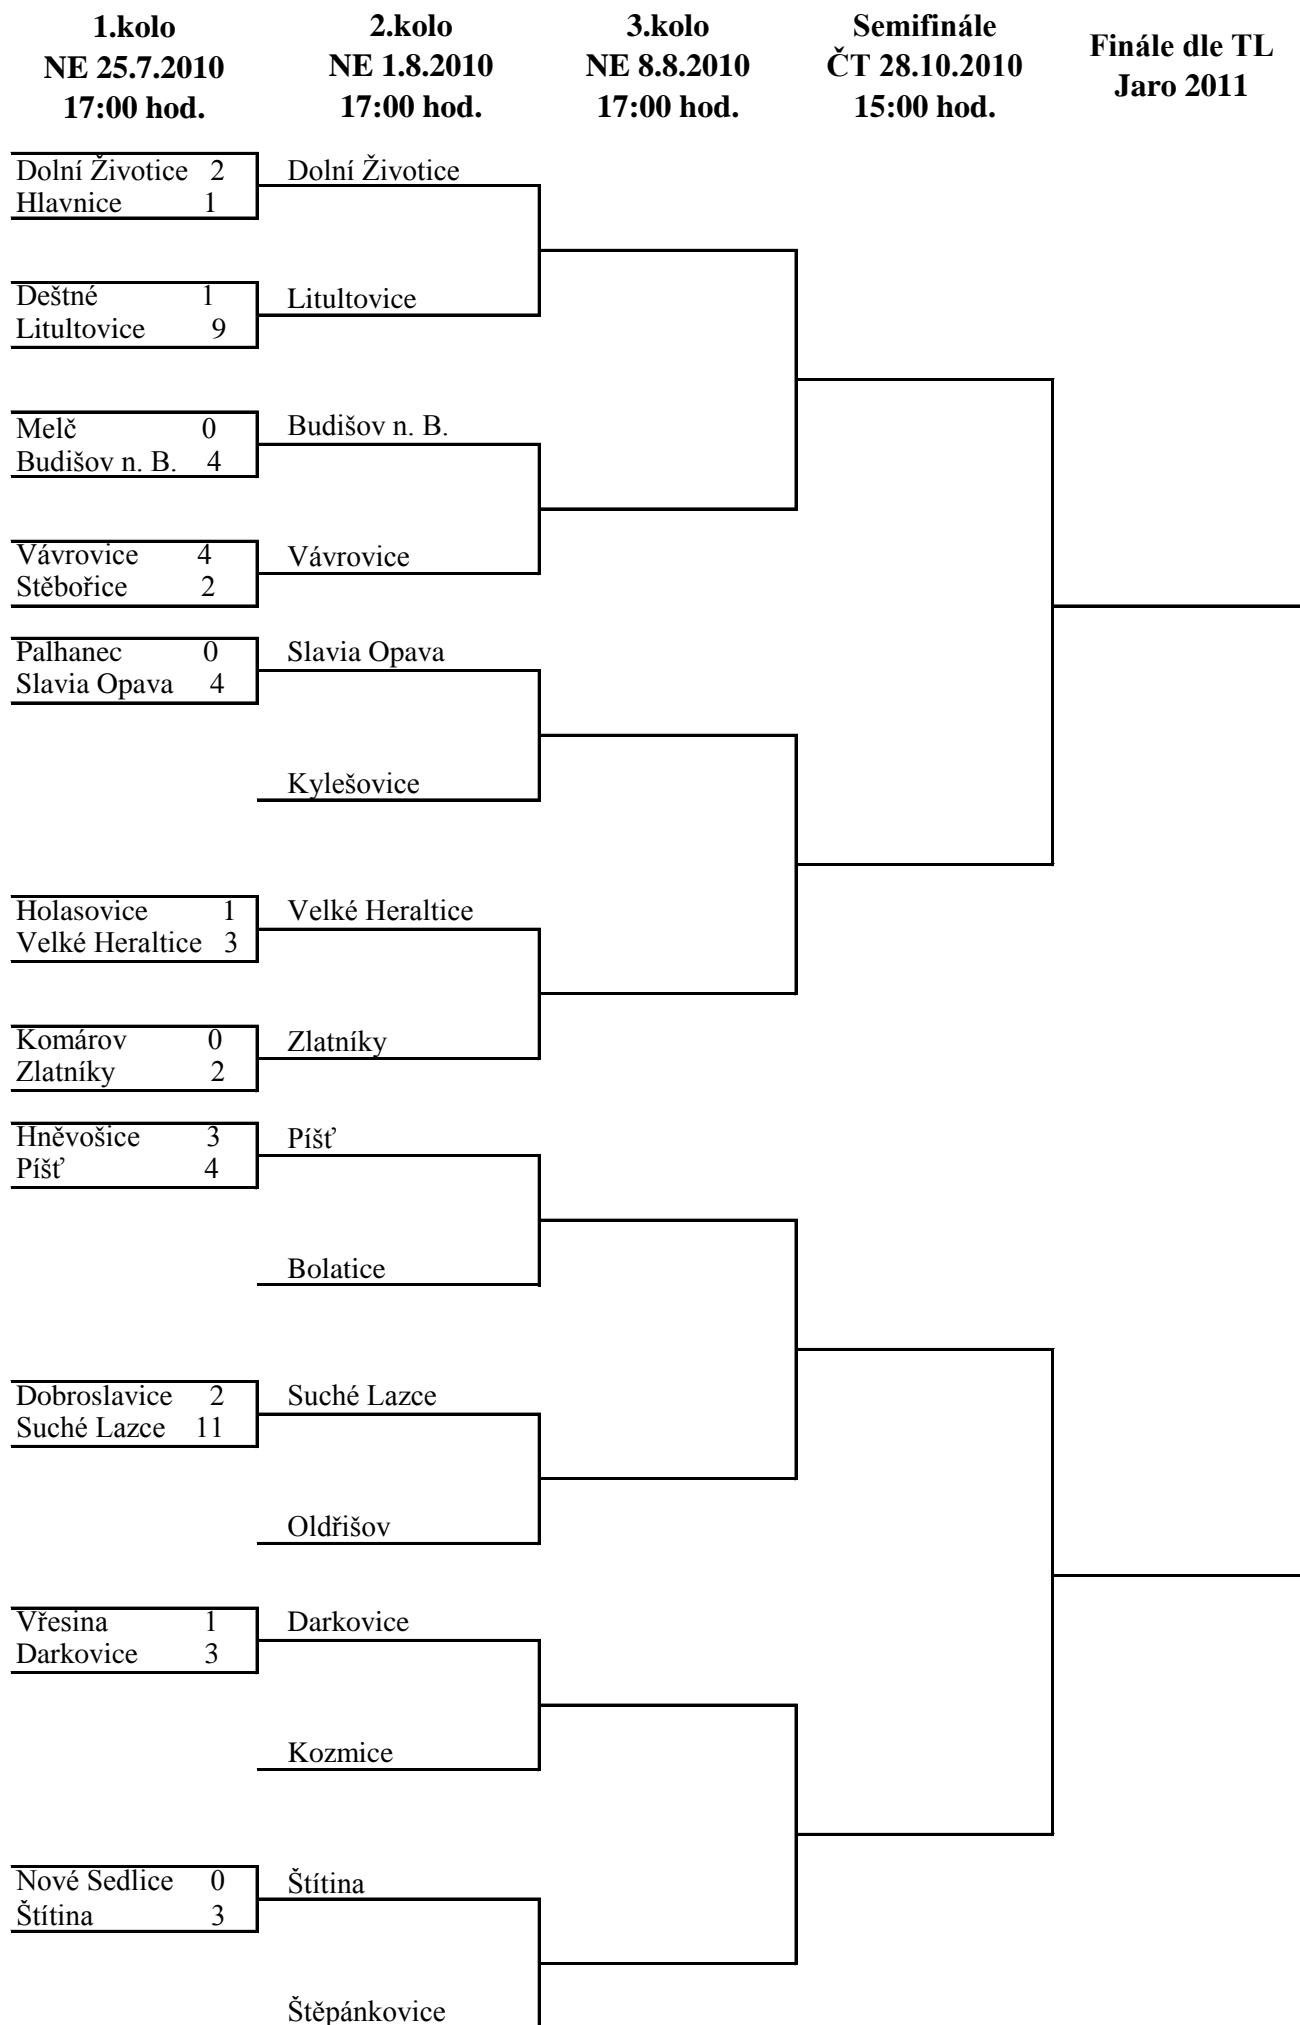 1.kolo
NE 25.7.2010
17:00 hod.
2.kolo
NE 1.8.2010
17:00 hod.
3.kolo
NE 8.8.2010
17:00 hod.
Semifinále
ČT 28.10.2010
15:00 hod.
Finále dle TL
Jaro 2011
Dolní Životice 2
Hlavnice 1
Dolní Životice
Deštné 1
Litultovice 9
Litultovice
Melč 0
Budišov n. B. 4
Budišov n. B.
Vávrovice 4
Stěbořice 2
Vávrovice
Palhanec 0
Slavia Opava 4
Slavia Opava
Kylešovice
Holasovice 1
Velké Heraltice 3
Velké Heraltice
Komárov 0
Zlatníky 2
Zlatníky
Hněvošice 3
Píšť 4
Píšť
Bolatice
Dobroslavice 2
Suché Lazce 11
Suché Lazce
Oldřišov
Vřesina 1
Darkovice 3
Darkovice
Kozmice
Nové Sedlice 0
Štítina 3
Štítina
Štěpánkovice